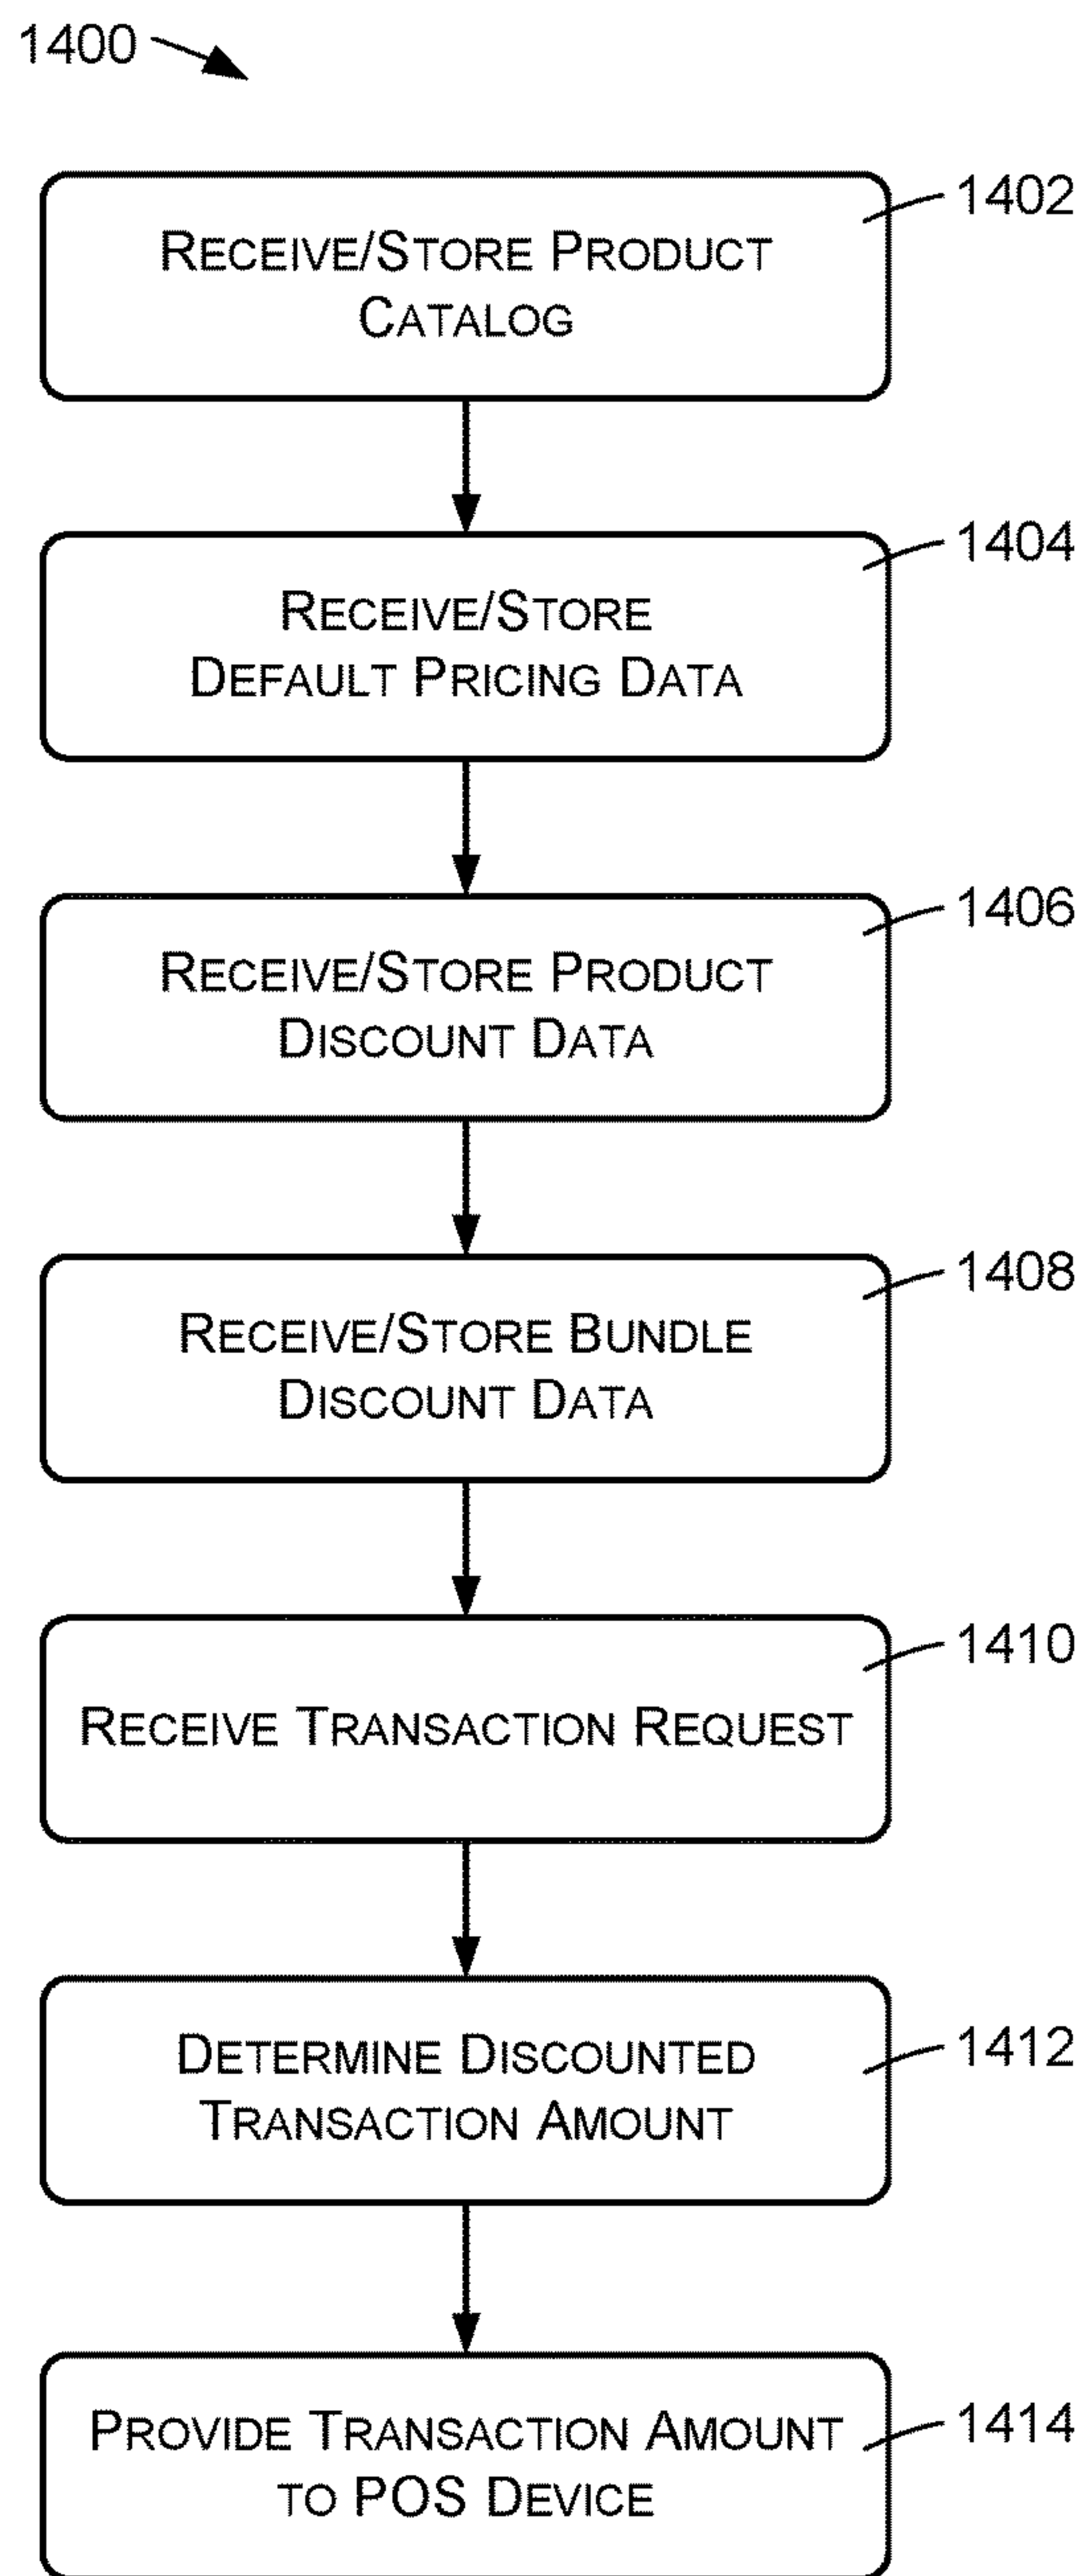 1400
1402
RECEIVE/STORE PRODUCT
CATALOG
1404
RECEIVE/STORE
DEFAULT PRICING DATA
1406
RECEIVE/STORE PRODUCT
DISCOUNT DATA
1408
RECEIVE/STORE BUNDLE
DISCOUNT DATA
1410
RECEIVE TRANSACTION REQUEST
1412
DETERMINE DISCOUNTED
TRANSACTION AMOUNT
1414
PROVIDE TRANSACTION AMOUNT
TO POS DEVICE